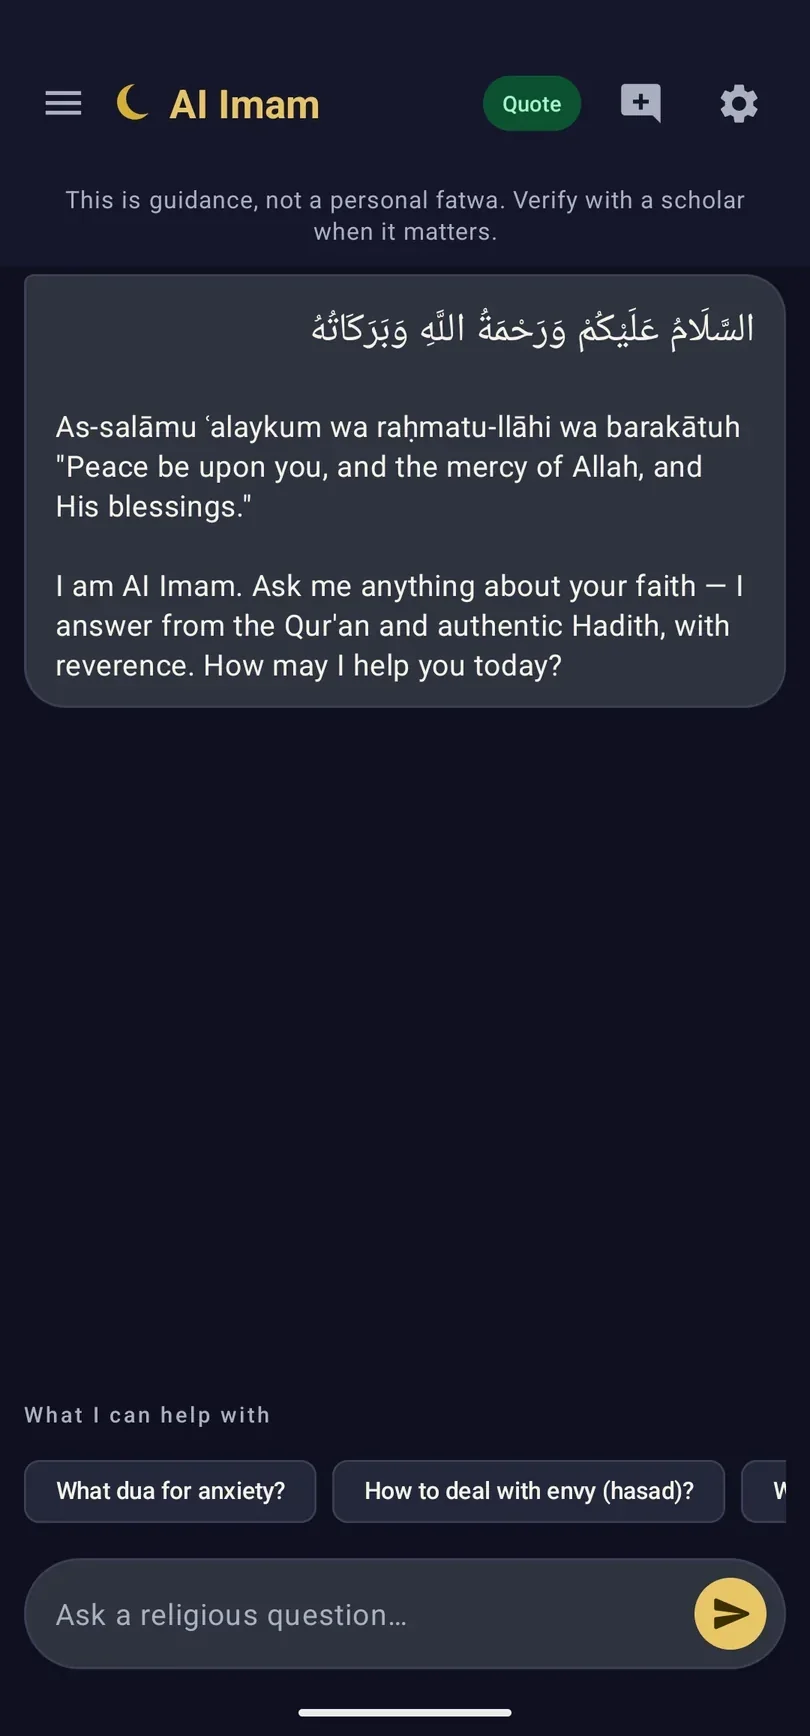 AI Imam
Quote
This is guidance, not a personal fatwa. Verify with a scholar
when it matters.
السَّلَامُ عَلَيْكُمْ وَرَحْمَةُ اللَّهِ وَبَرَكَاتُهُ
As-salāmu ʿalaykum wa raḥmatu-llāhi wa barakātuh
"Peace be upon you, and the mercy of Allah, and
His blessings."
I am AI Imam. Ask me anything about your faith — I
answer from the Qur'an and authentic Hadith, with
reverence. How may I help you today?
What I can help with
What dua for anxiety?
How to deal with envy (hasad)?
Ask a religious question…